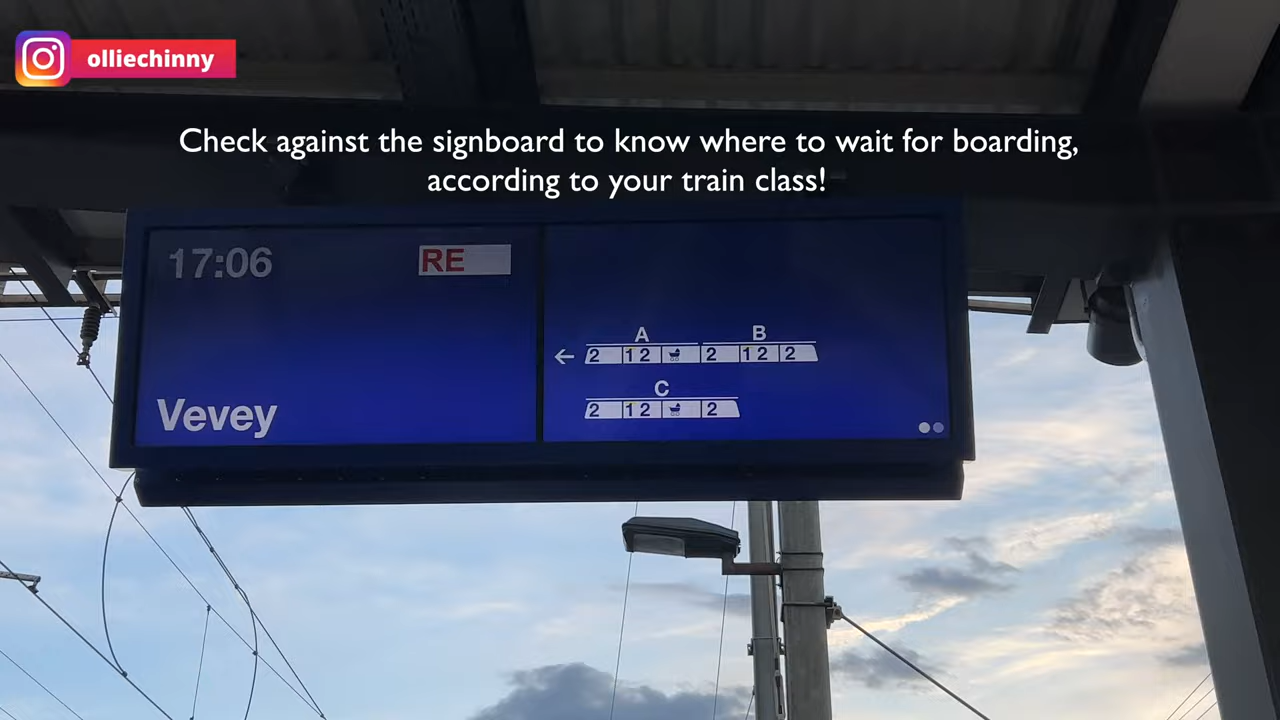 olliechinny
Check against the signboard to know where to wait for boarding,
according to your train class!
17:06 RE
A B
← 2 1 2 2 1 2 2
C
2 1 2 2
Vevey